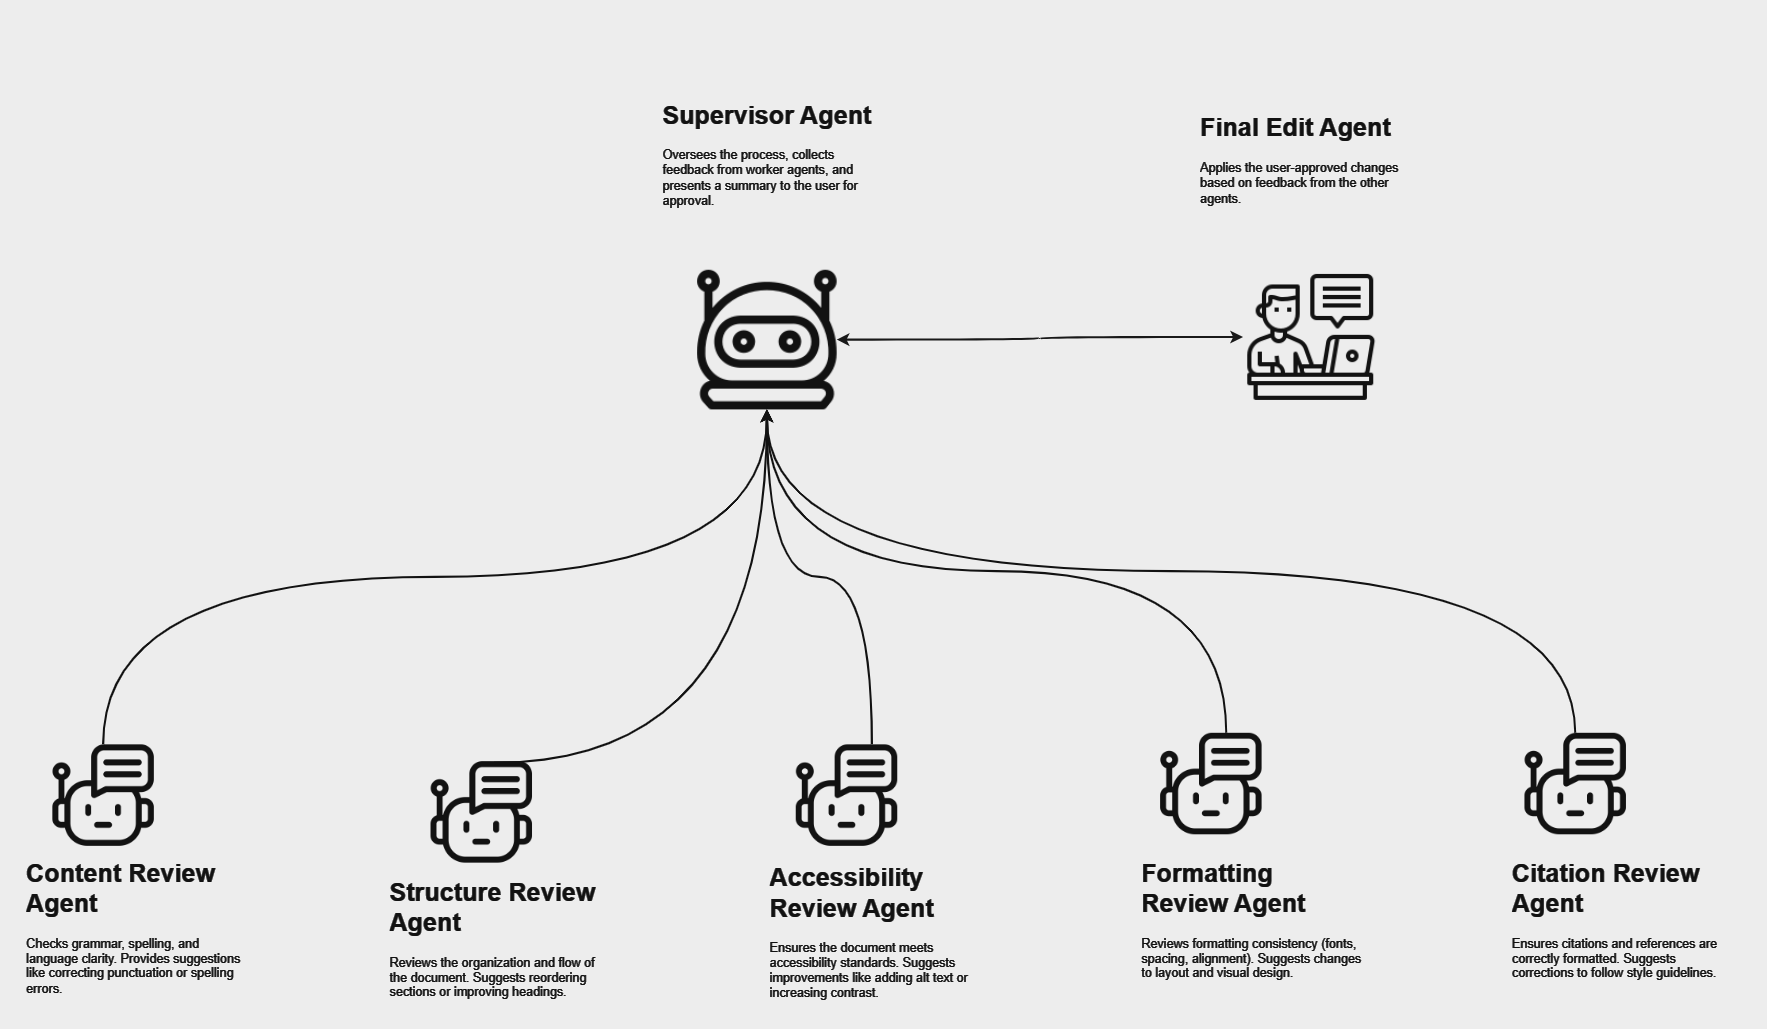 Supervisor Agent
Oversees the process, collects
feedback from worker agents, and
presents a summary to the user for
approval.
Final Edit Agent
Applies the user-approved changes
based on feedback from the other
agents.
Content Review
Agent
Checks grammar, spelling, and
language clarity. Provides suggestions
like correcting punctuation or spelling
errors.
Structure Review
Agent
Reviews the organization and flow of
the document. Suggests reordering
sections or improving headings.
Accessibility
Review Agent
Ensures the document meets
accessibility standards. Suggests
improvements like adding alt text or
increasing contrast.
Formatting
Review Agent
Reviews formatting consistency (fonts,
spacing, alignment). Suggests changes
to layout and visual design.
Citation Review
Agent
Ensures citations and references are
correctly formatted. Suggests
corrections to follow style guidelines.